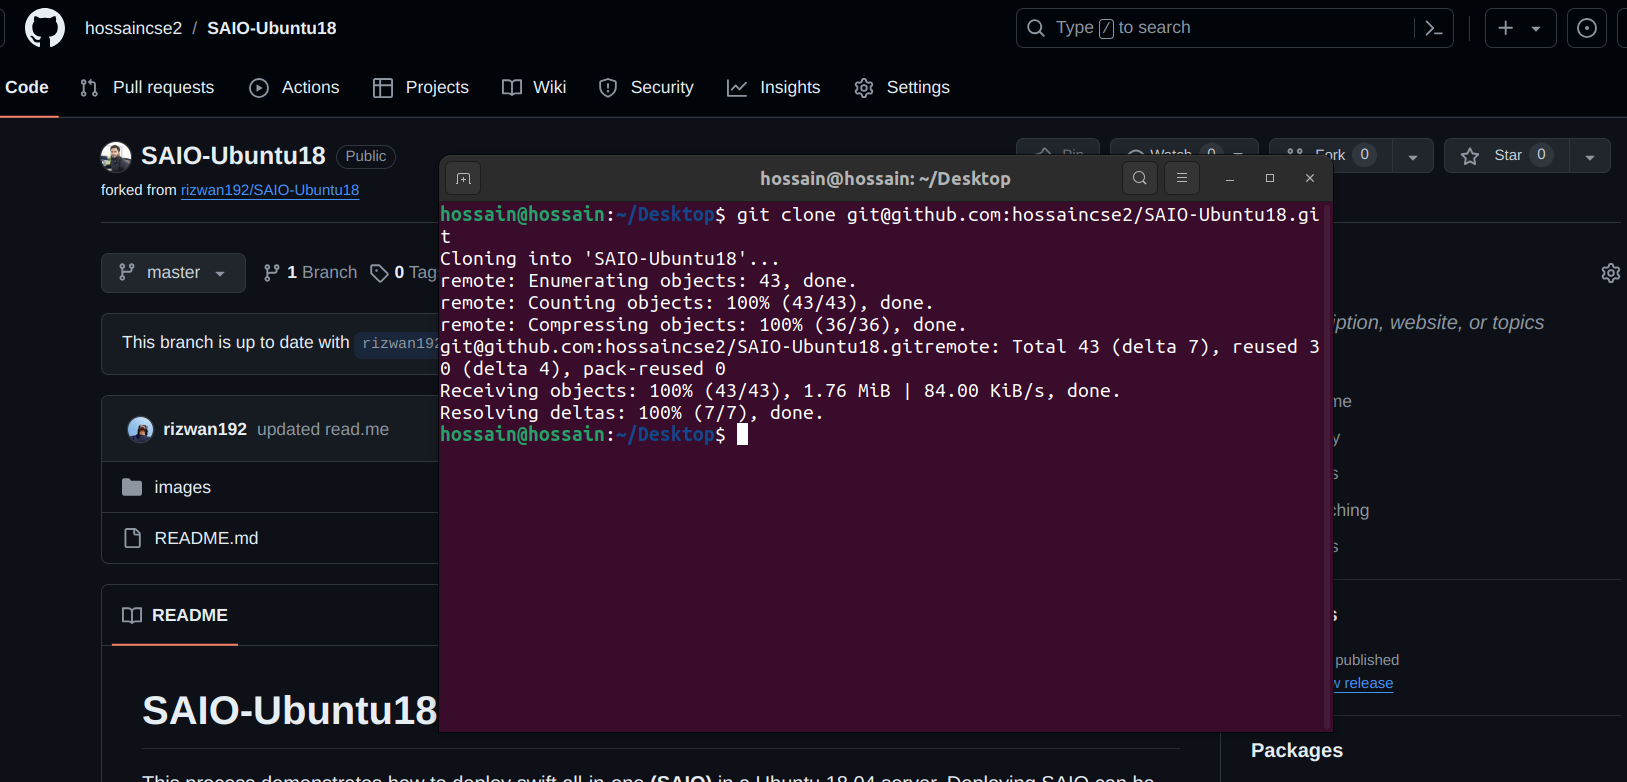 hossaincse2 / SAIO-Ubuntu18
Type / to search
Code Pull requests Actions Projects Wiki Security Insights Settings
SAIO-Ubuntu18 Public
Pin Watch 0 Fork 0 Star 0
forked from rizwan192/SAIO-Ubuntu18
master 1 Branch 0 Tag
This branch is up to date with rizwan192
rizwan192 updated read.me
images
README.md
README
SAIO-Ubuntu18
This process demonstrates how to deploy swift all-in-one (SAIO) in a Ubuntu 18.04 server. Deploying SAIO can be
hossain@hossain: ~/Desktop
hossain@hossain:~/Desktop$ git clone git@github.com:hossaincse2/SAIO-Ubuntu18.gi
t
Cloning into 'SAIO-Ubuntu18'...
remote: Enumerating objects: 43, done.
remote: Counting objects: 100% (43/43), done.
remote: Compressing objects: 100% (36/36), done.
git@github.com:hossaincse2/SAIO-Ubuntu18.gitremote: Total 43 (delta 7), reused 3
0 (delta 4), pack-reused 0
Receiving objects: 100% (43/43), 1.76 MiB | 84.00 KiB/s, done.
Resolving deltas: 100% (7/7), done.
hossain@hossain:~/Desktop$
iption, website, or topics
me
y
s
ching
s
s
published
w release
Packages